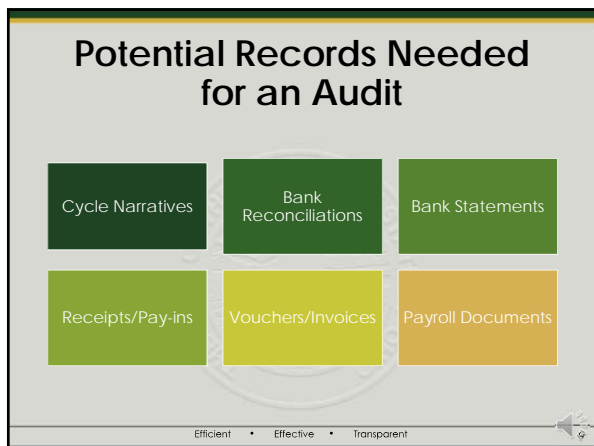 Potential Records Needed
for an Audit
Cycle Narratives
Bank
Reconciliations
Bank Statements
Receipts/Pay-ins
Vouchers/Invoices
Payroll Documents
Efficient • Effective • Transparent